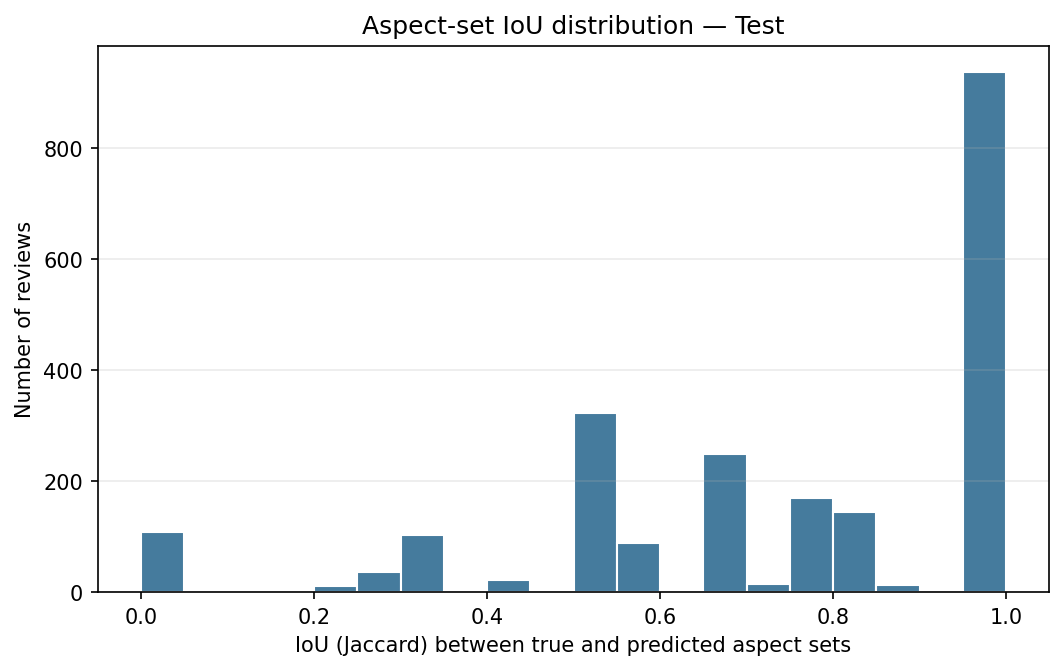 Aspect-set IoU distribution — Test
Number of reviews
800
600
400
200
0
0.0 0.2 0.4 0.6 0.8 1.0
IoU (Jaccard) between true and predicted aspect sets